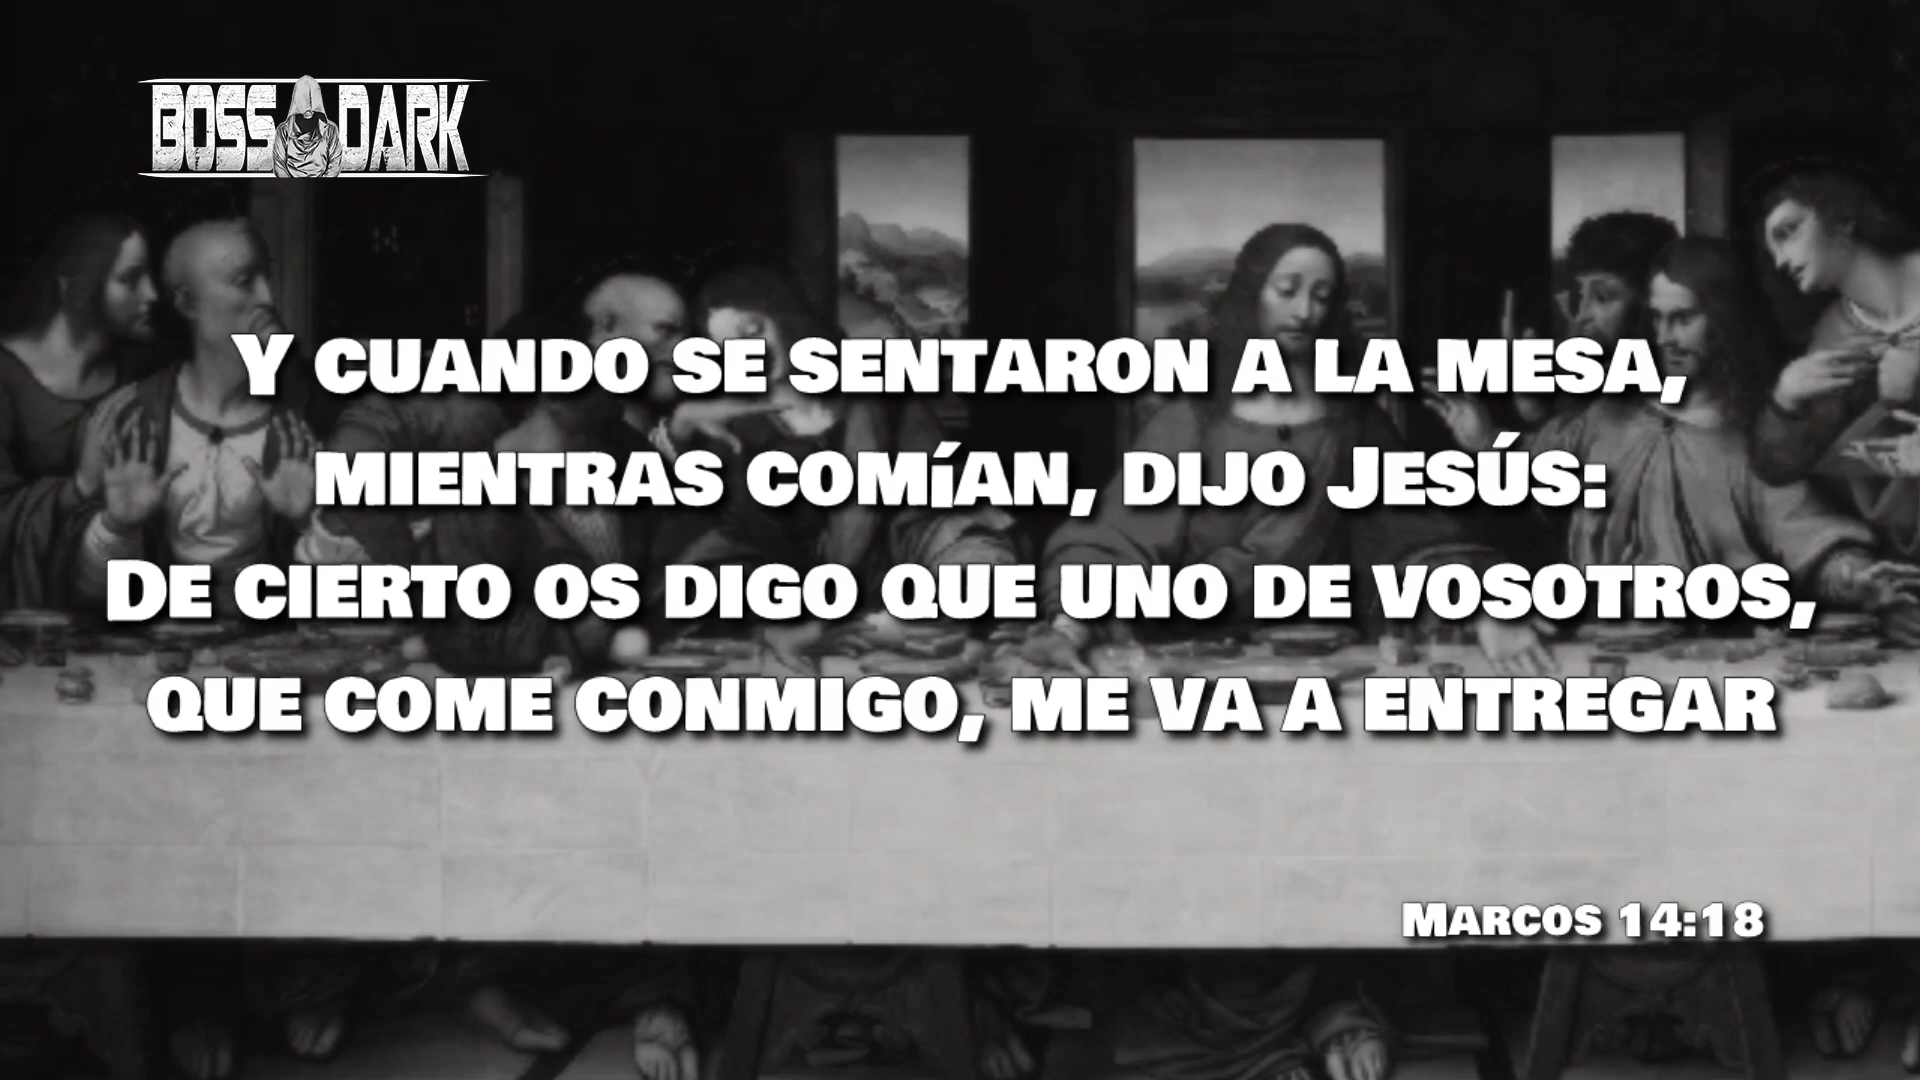 BOSS DARK
Y CUANDO SE SENTARON A LA MESA,
MIENTRAS COMÍAN, DIJO JESÚS:
DE CIERTO OS DIGO QUE UNO DE VOSOTROS,
QUE COME CONMIGO, ME VA A ENTREGAR
MARCOS 14:18